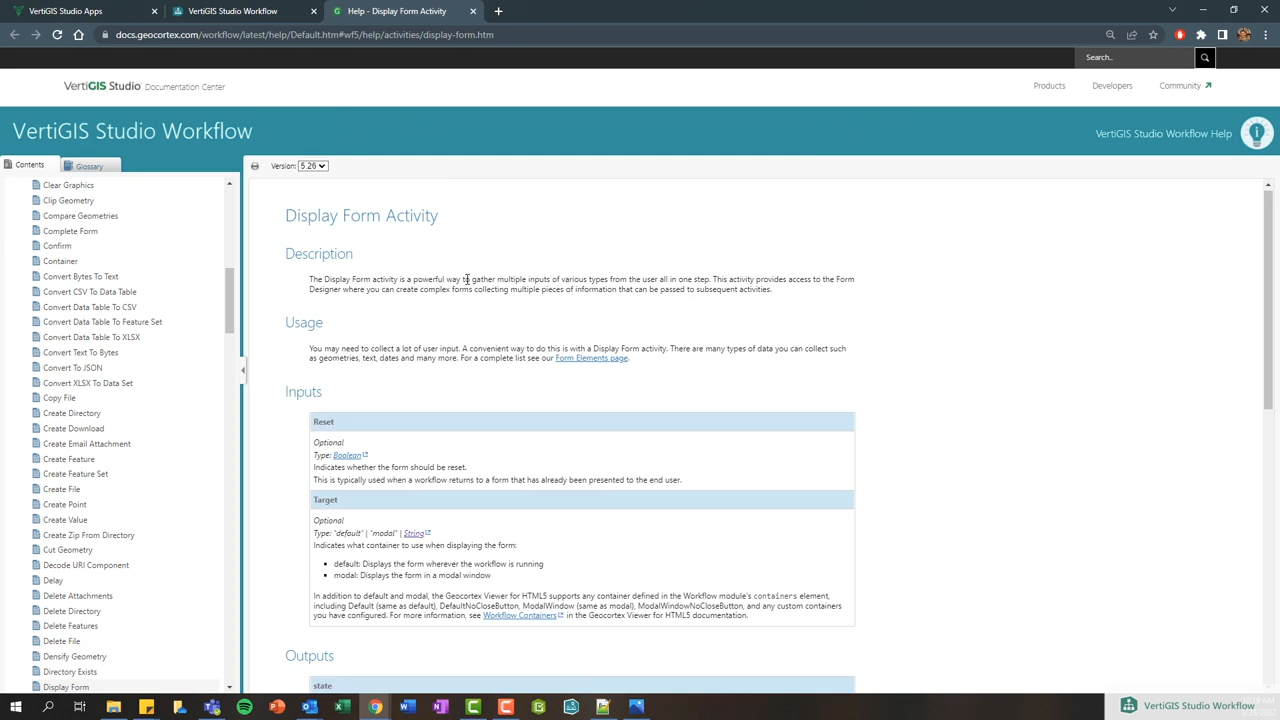 VertiGIS Studio Apps
VertiGIS Studio Workflow
Help - Display Form Activity
docs.geocortex.com/workflow/latest/help/Default.htm#wf5/help/activities/display-form.htm
Search..
VertiGIS Studio Documentation Center
Products
Developers
Community
VertiGIS Studio Workflow
VertiGIS Studio Workflow Help
Contents
Glossary
Version: 5.26
Clear Graphics
Clip Geometry
Compare Geometries
Complete Form
Confirm
Container
Convert Bytes To Text
Convert CSV To Data Table
Convert Data Table To CSV
Convert Data Table To Feature Set
Convert Data Table To XLSX
Convert Text To Bytes
Convert To JSON
Convert XLSX To Data Set
Copy File
Create Directory
Create Download
Create Email Attachment
Create Feature
Create Feature Set
Create File
Create Point
Create Value
Create Zip From Directory
Cut Geometry
Decode URI Component
Delay
Delete Attachments
Delete Directory
Delete Features
Delete File
Densify Geometry
Directory Exists
Display Form
Display Form Activity
Description
The Display Form activity is a powerful way to gather multiple inputs of various types from the user all in one step. This activity provides access to the Form
Designer where you can create complex forms collecting multiple pieces of information that can be passed to subsequent activities.
Usage
You may need to collect a lot of user input. A convenient way to do this is with a Display Form activity. There are many types of data you can collect such
as geometries, text, dates and many more. For a complete list see our Form Elements page.
Inputs
Reset
Optional
Type: Boolean
Indicates whether the form should be reset.
This is typically used when a workflow returns to a form that has already been presented to the end user.
Target
Optional
Type: "default" | "modal" | String
Indicates what container to use when displaying the form:
• default: Displays the form wherever the workflow is running
• modal: Displays the form in a modal window
In addition to default and modal, the Geocortex Viewer for HTML5 supports any container defined in the Workflow module's containers element,
including Default (same as default), DefaultNoCloseButton, ModalWindow (same as modal), ModalWindowNoCloseButton, and any custom containers
you have configured. For more information, see Workflow Containers in the Geocortex Viewer for HTML5 documentation.
Outputs
state
VertiGIS Studio Workflow